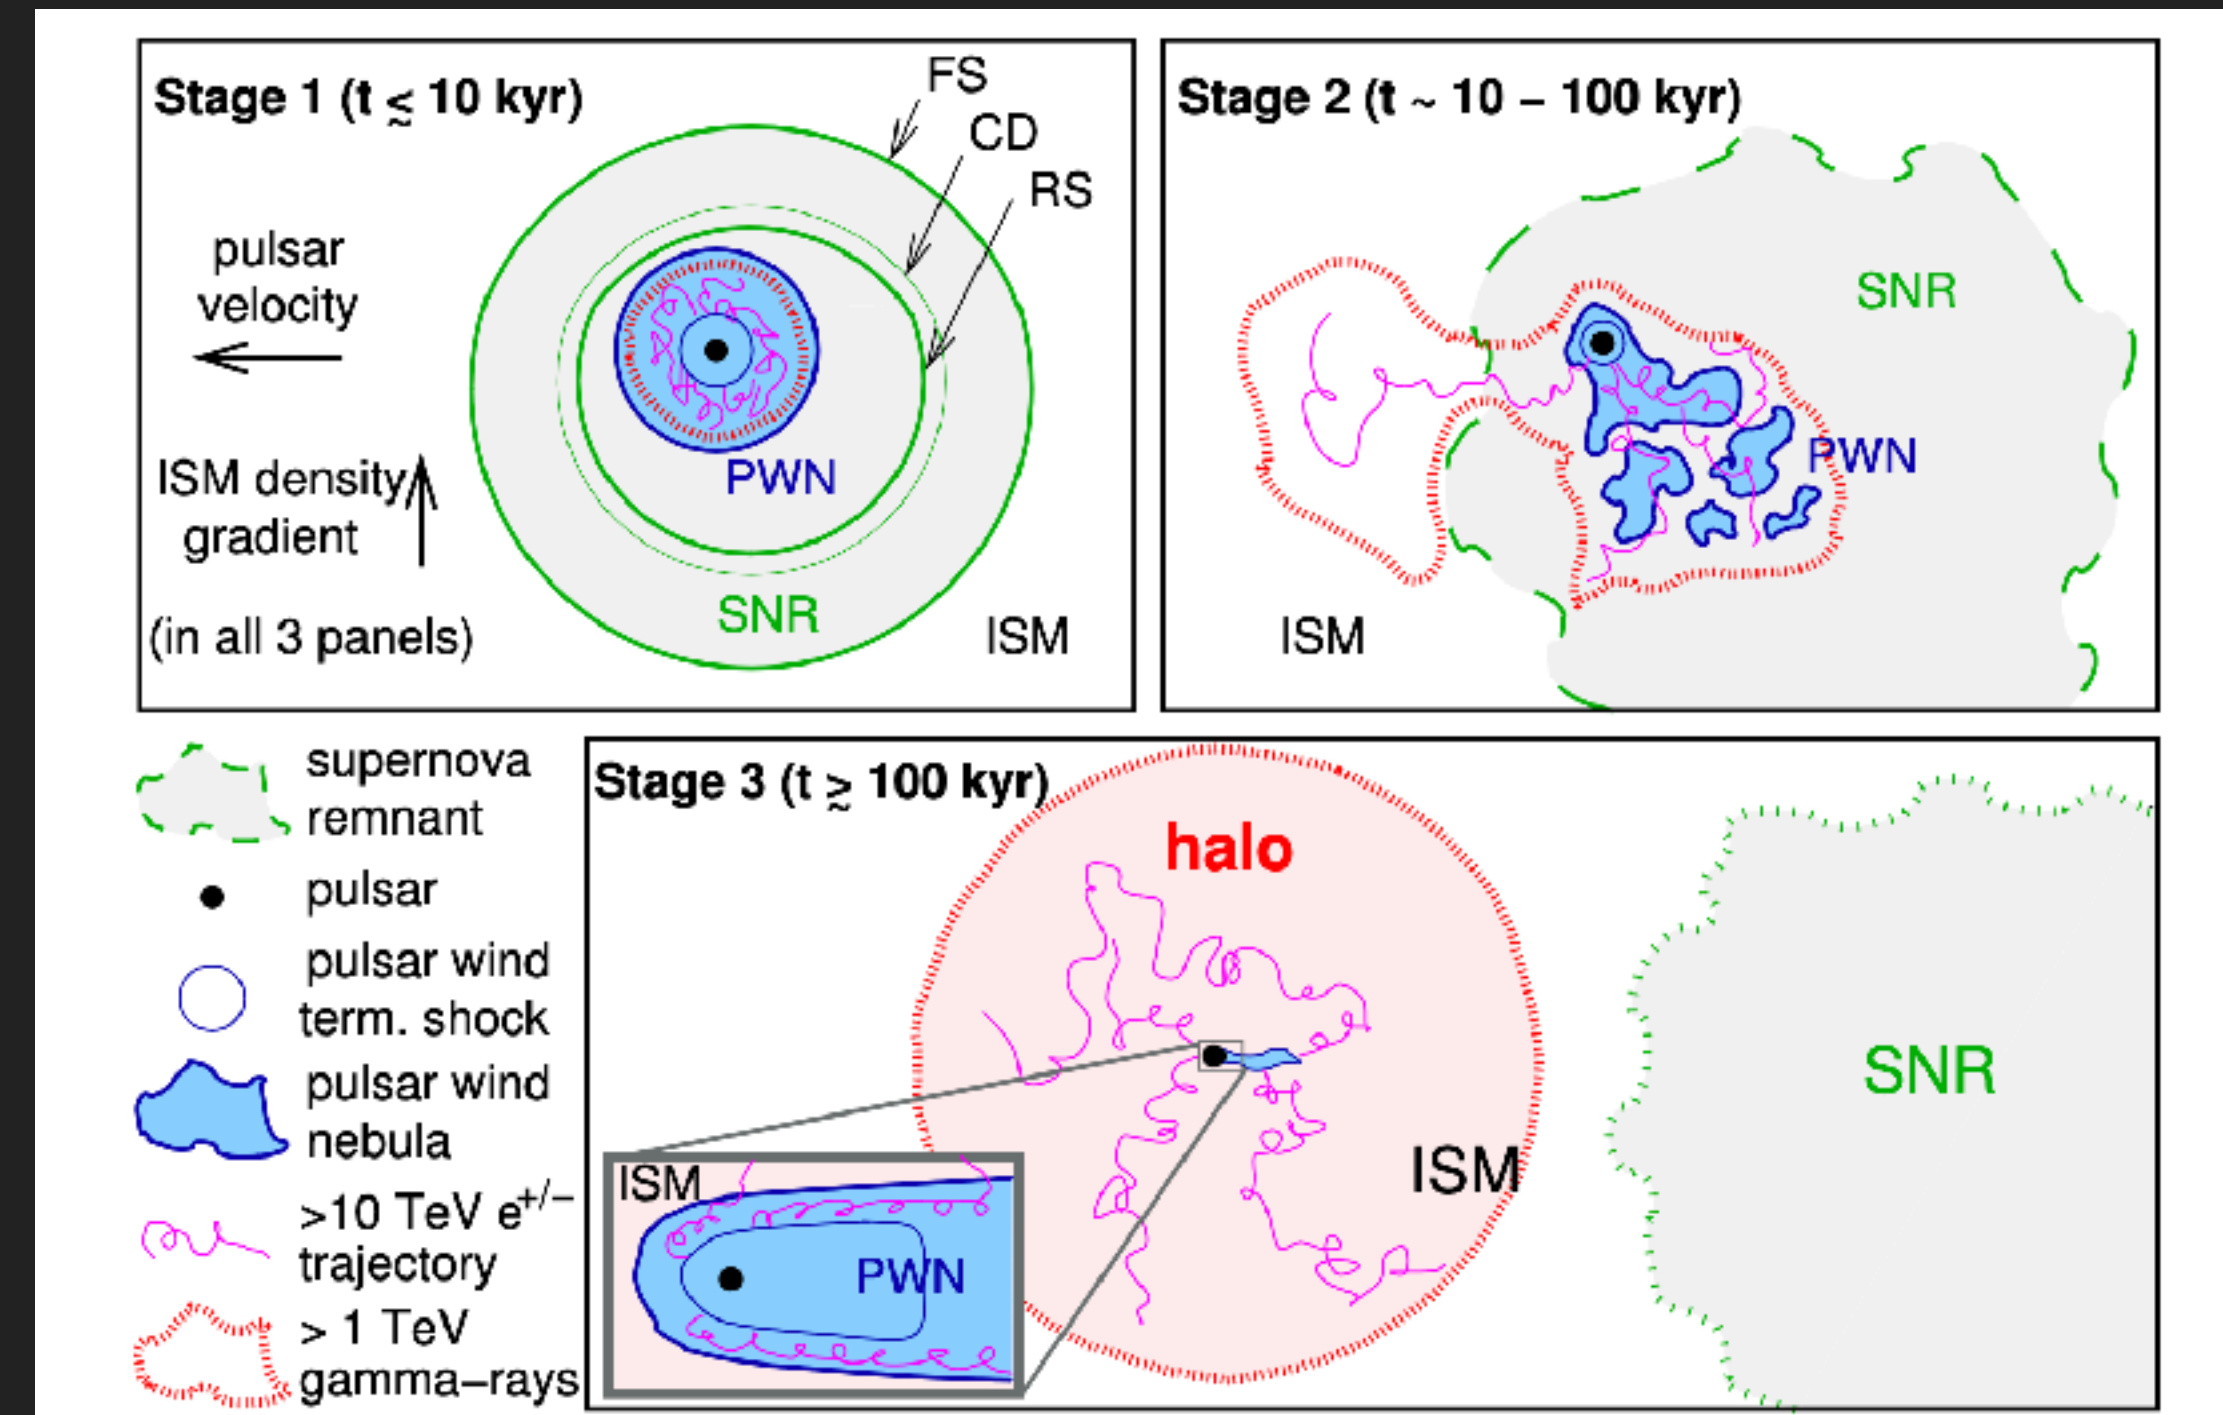 Stage 1 (t ≲ 10 kyr)
FS
CD
RS
pulsar
velocity
ISM density
gradient
(in all 3 panels)
PWN
SNR
ISM
Stage 2 (t ~ 10 – 100 kyr)
SNR
PWN
ISM
supernova
remnant
pulsar
pulsar wind
term. shock
pulsar wind
nebula
>10 TeV e+/−
trajectory
> 1 TeV
gamma–rays
Stage 3 (t ≳ 100 kyr)
halo
ISM
SNR
ISM
PWN